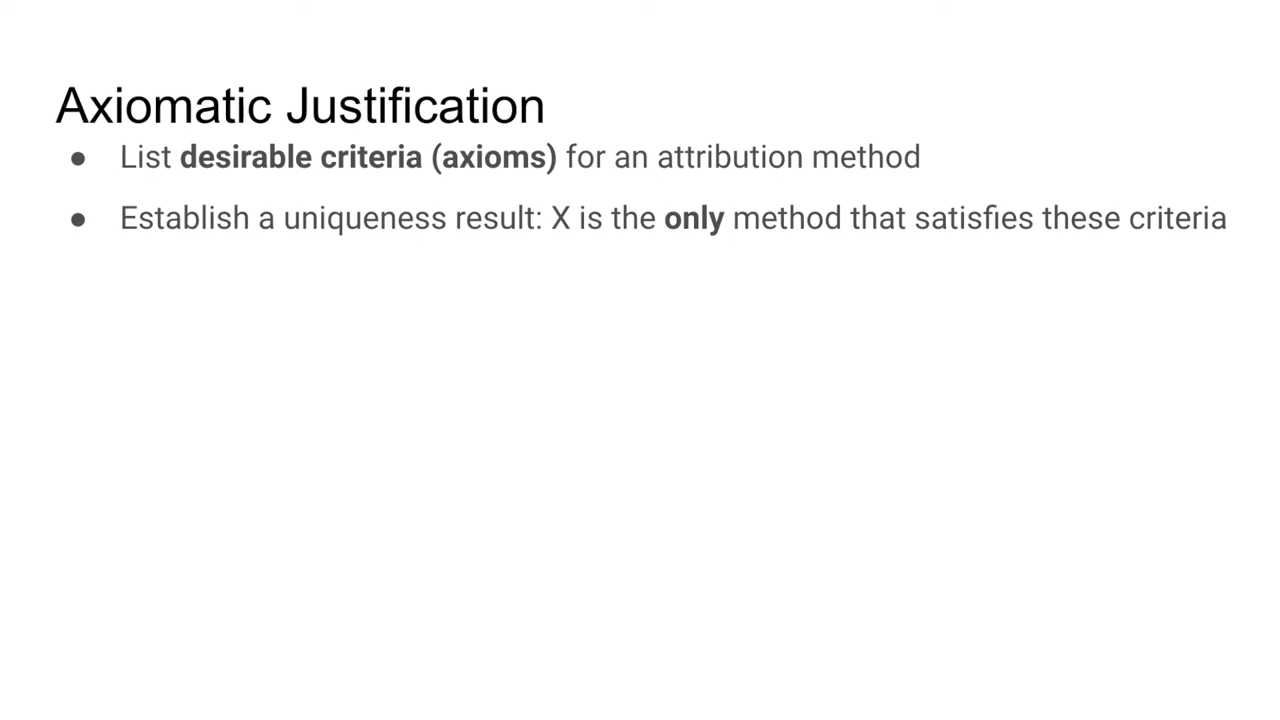 Axiomatic Justification
● List desirable criteria (axioms) for an attribution method
● Establish a uniqueness result: X is the only method that satisfies these criteria